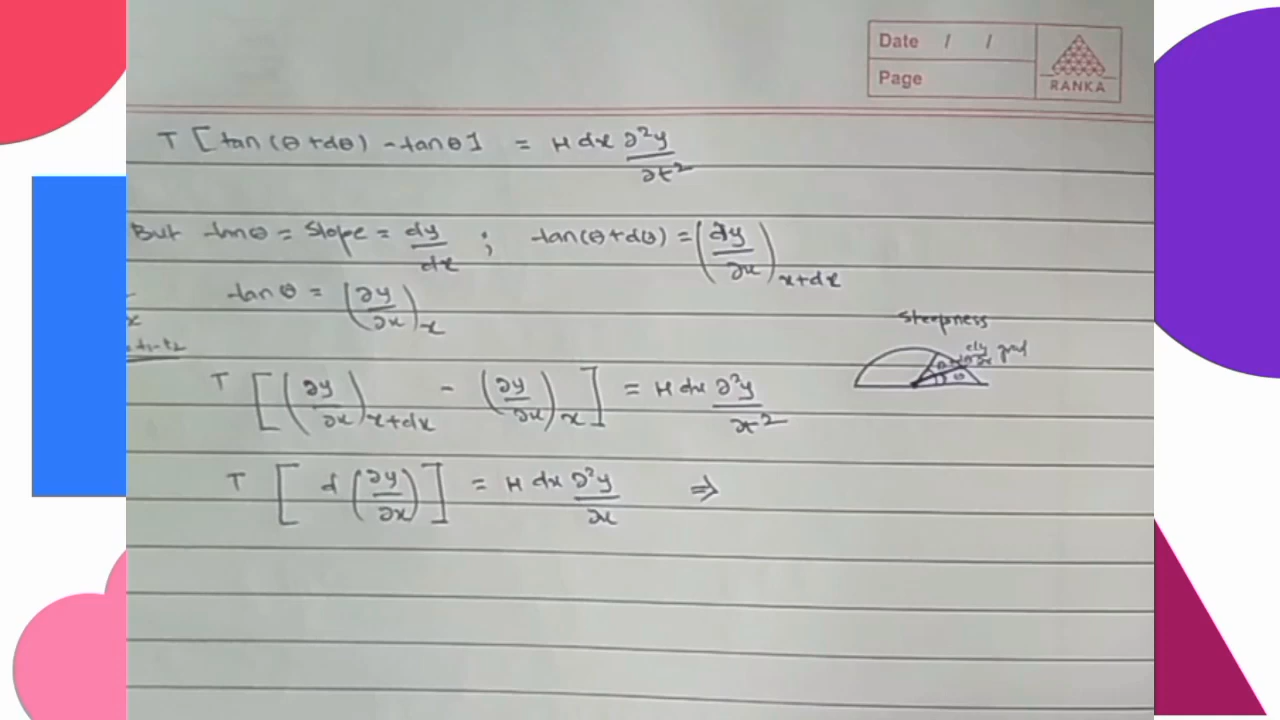 Date / /
Page
RANKA
T [tan(θ+dθ) - tanθ] = μ dx ∂²y/∂t²
But tanθ = slope = dy/dx ; tan(θ+dθ) = (dy/∂x)x+dx
tanθ = (∂y/∂x)x
x
steepness
T [(∂y/∂x)x+dx - (∂y/∂x)x] = μ dx ∂²y/∂t²
T [d(∂y/∂x)] = μ dx ∂²y/∂x ⇒